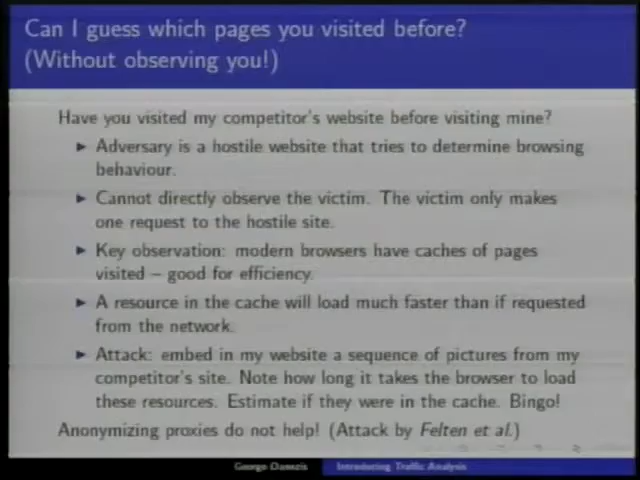 Can I guess which pages you visited before?
(Without observing you!)
Have you visited my competitor's website before visiting mine?
► Adversary is a hostile website that tries to determine browsing
behaviour.
► Cannot directly observe the victim. The victim only makes
one request to the hostile site.
► Key observation: modern browsers have caches of pages
visited – good for efficiency.
► A resource in the cache will load much faster than if requested
from the network.
► Attack: embed in my website a sequence of pictures from my
competitor's site. Note how long it takes the browser to load
these resources. Estimate if they were in the cache. Bingo!
Anonymizing proxies do not help! (Attack by Felten et al.)
George Danezis Introducing Traffic Analysis